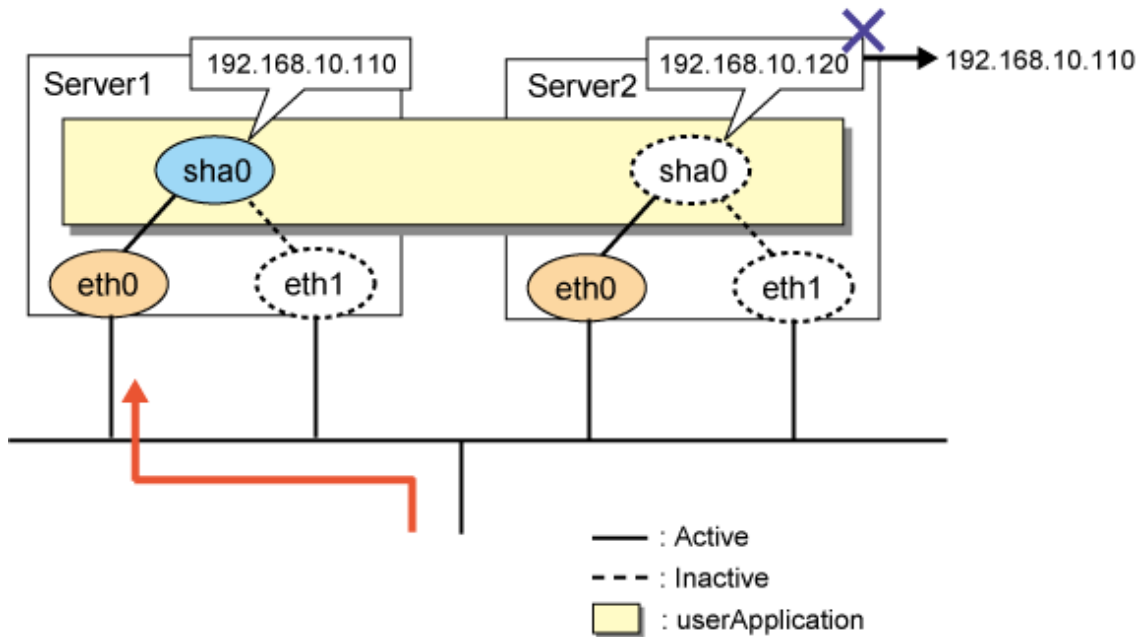 192.168.10.110
192.168.10.120
192.168.10.110
Server1
Server2
sha0
sha0
eth0
eth1
eth0
eth1
: Active
: Inactive
: userApplication